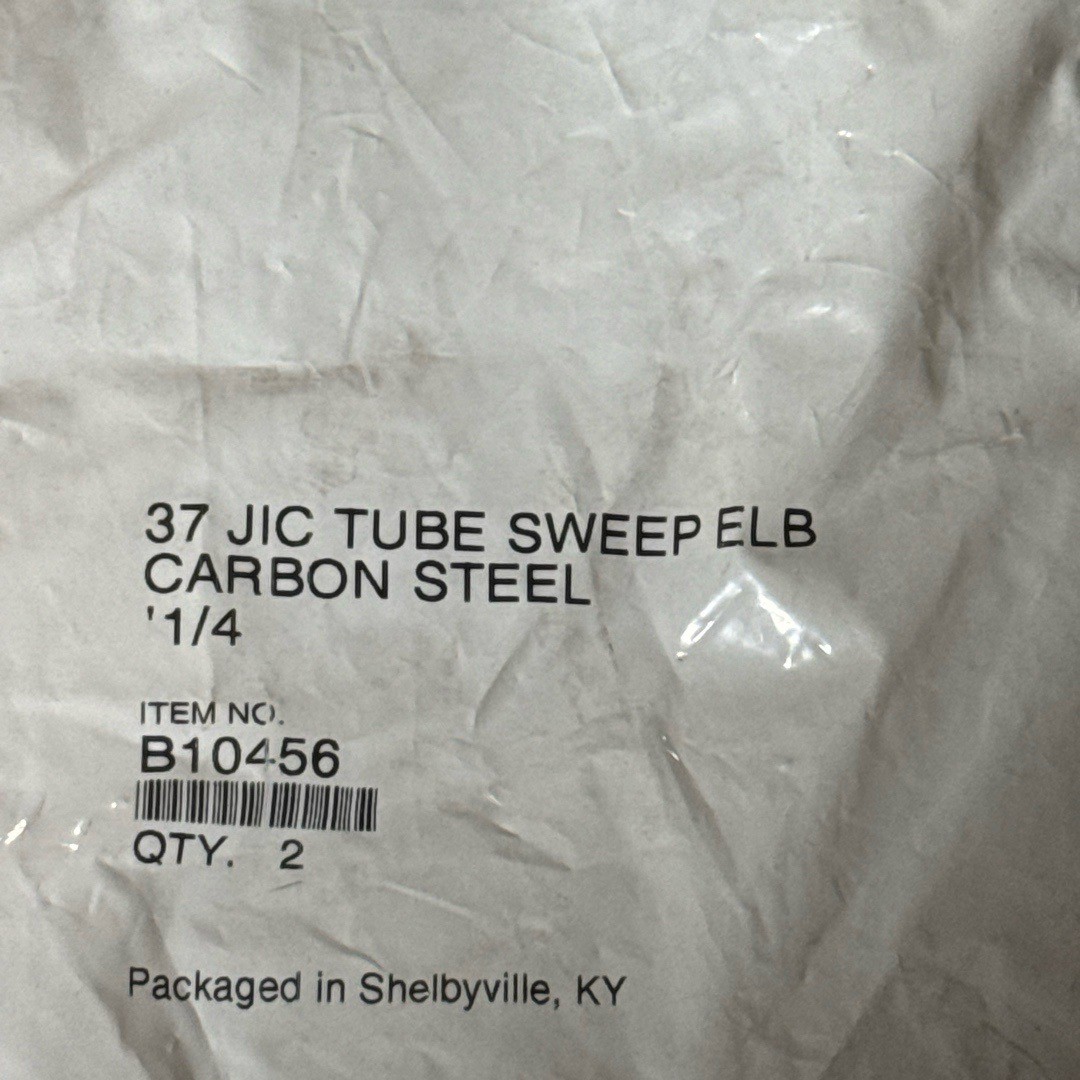 37 JIC TUBE SWEEP ELB
CARBON STEEL
'1/4
ITEM NO.
B10456
QTY. 2
Packaged in Shelbyville, KY